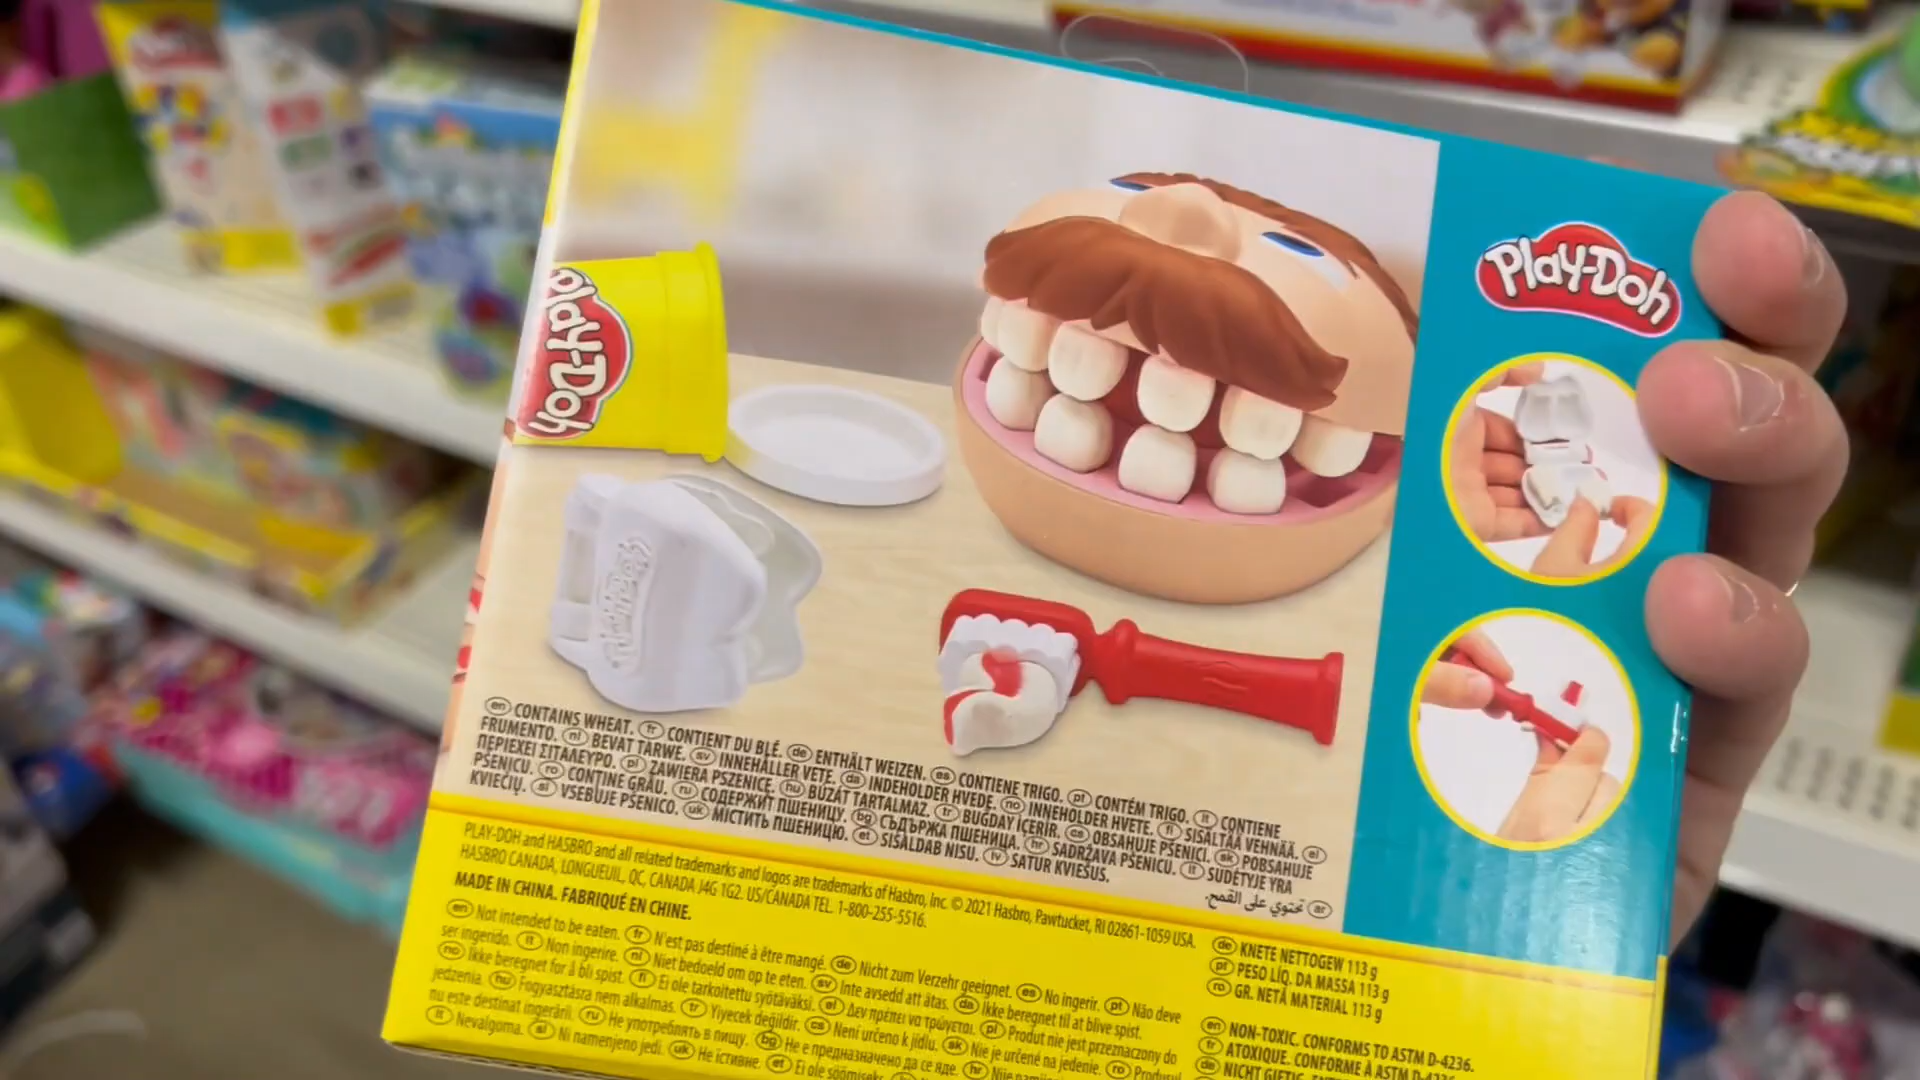 Play-Doh
Play-Doh
en CONTAINS WHEAT. fr CONTIENT DU BLÉ. de ENTHÄLT WEIZEN. es CONTIENE TRIGO. pt CONTÉM TRIGO. it CONTIENE
FRUMENTO. nl BEVAT TARWE. sv INNEHÅLLER VETE. da INDEHOLDER HVEDE. no INNEHOLDER HVETE. fi SISÄLTÄÄ VEHNÄÄ. el
ΠΕΡΙΕΧΕΙ ΣΙΤΑΛΕΥΡΟ. pl ZAWIERA PSZENICĘ. hu BÚZÁT TARTALMAZ. tr BUĞDAY İÇERİR. cs OBSAHUJE PŠENICI. sk POBSAHUJE
PŠENICU. ro CONȚINE GRÂU. ru СОДЕРЖИТ ПШЕНИЦУ. bg СЪДЪРЖА ПШЕНИЦА. hr SADRŽAVA PŠENICU. lt SUDĖTYJE YRA
KVIEČIŲ. sl VSEBUJE PŠENICO. uk МІСТИТЬ ПШЕНИЦЮ. et SISALDAB NISU. lv SATUR KVIEŠUS.
ar تحتوي على القمح.
PLAY-DOH and HASBRO and all related trademarks and logos are trademarks of Hasbro, Inc. © 2021 Hasbro, Pawtucket, RI 02861-1059 USA.
HASBRO CANADA, LONGUEUIL, QC, CANADA J4G 1G2. US/CANADA TEL. 1-800-255-5516.
MADE IN CHINA. FABRIQUÉ EN CHINE.
en Not intended to be eaten. fr N'est pas destiné à être mangé. de Nicht zum Verzehr geeignet. es No ingerir. pt Não deve
ser ingerido. it Non ingerire. nl Niet bedoeld om op te eten. sv Inte avsedd att ätas. da Ikke beregnet til at blive spist.
no Ikke beregnet for å bli spist. fi Ei ole tarkoitettu syötäväksi. el Δεν πρέπει να τρώγεται. pl Produkt nie jest przeznaczony do
jedzenia. hu Fogyasztásra nem alkalmas. tr Yiyecek değildir. cs Není určeno k jídlu. sk Nie je určené na jedenie. ro Produsul
nu este destinat ingerării. ru Не употреблять в пищу. bg Не е предназначено да се яде. hr Nije
lt Nevalgoma. sl Ni namenjeno jedi. uk Не їстивне. et Ei ole söömiseks.
de KNETE NETTOGEW 113 g
pt PESO LÍQ. DA MASSA 113 g
ro GR. NETĂ MATERIAL 113 g
en NON-TOXIC. CONFORMS TO ASTM D-4236.
fr ATOXIQUE. CONFORME À ASTM D-4236.
de NICHT GIFTIG.